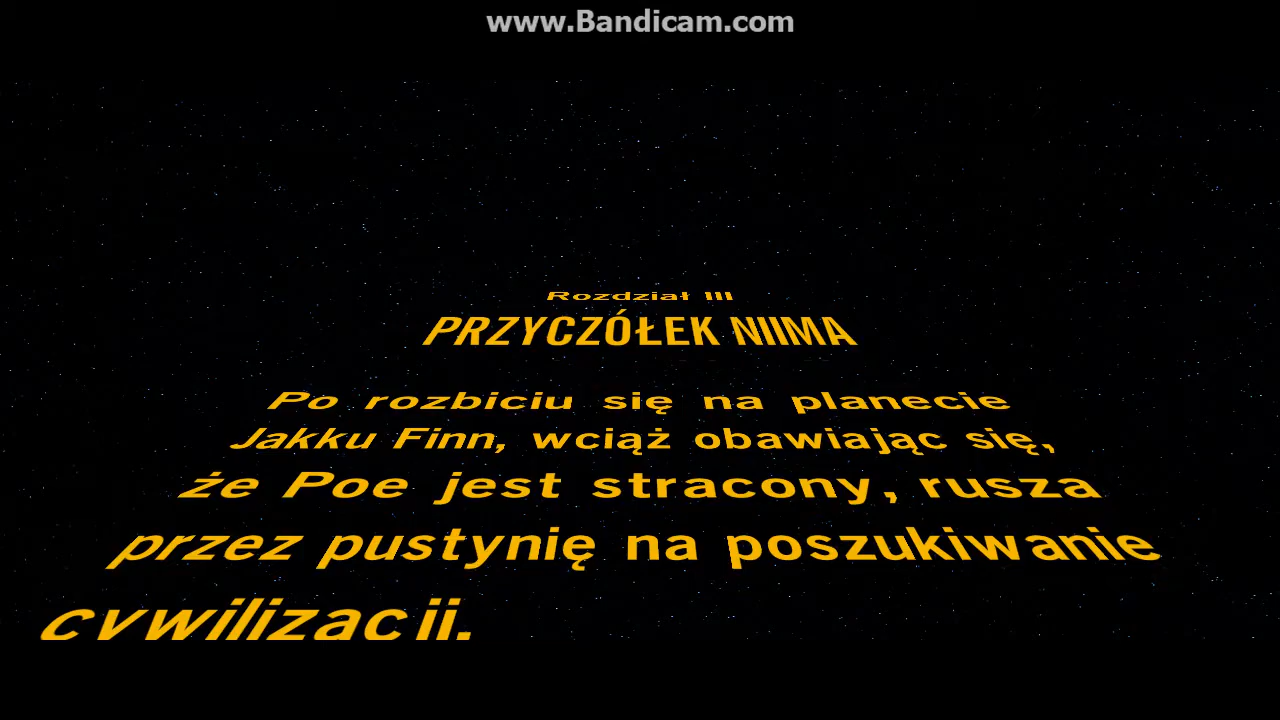 www.Bandicam.com
Rozdział III
PRZYCZÓŁEK NIIMA
Po rozbiciu się na planecie
Jakku Finn, wciąż obawiając się,
że Poe jest stracony, rusza
przez pustynię na poszukiwanie
cywilizacji.